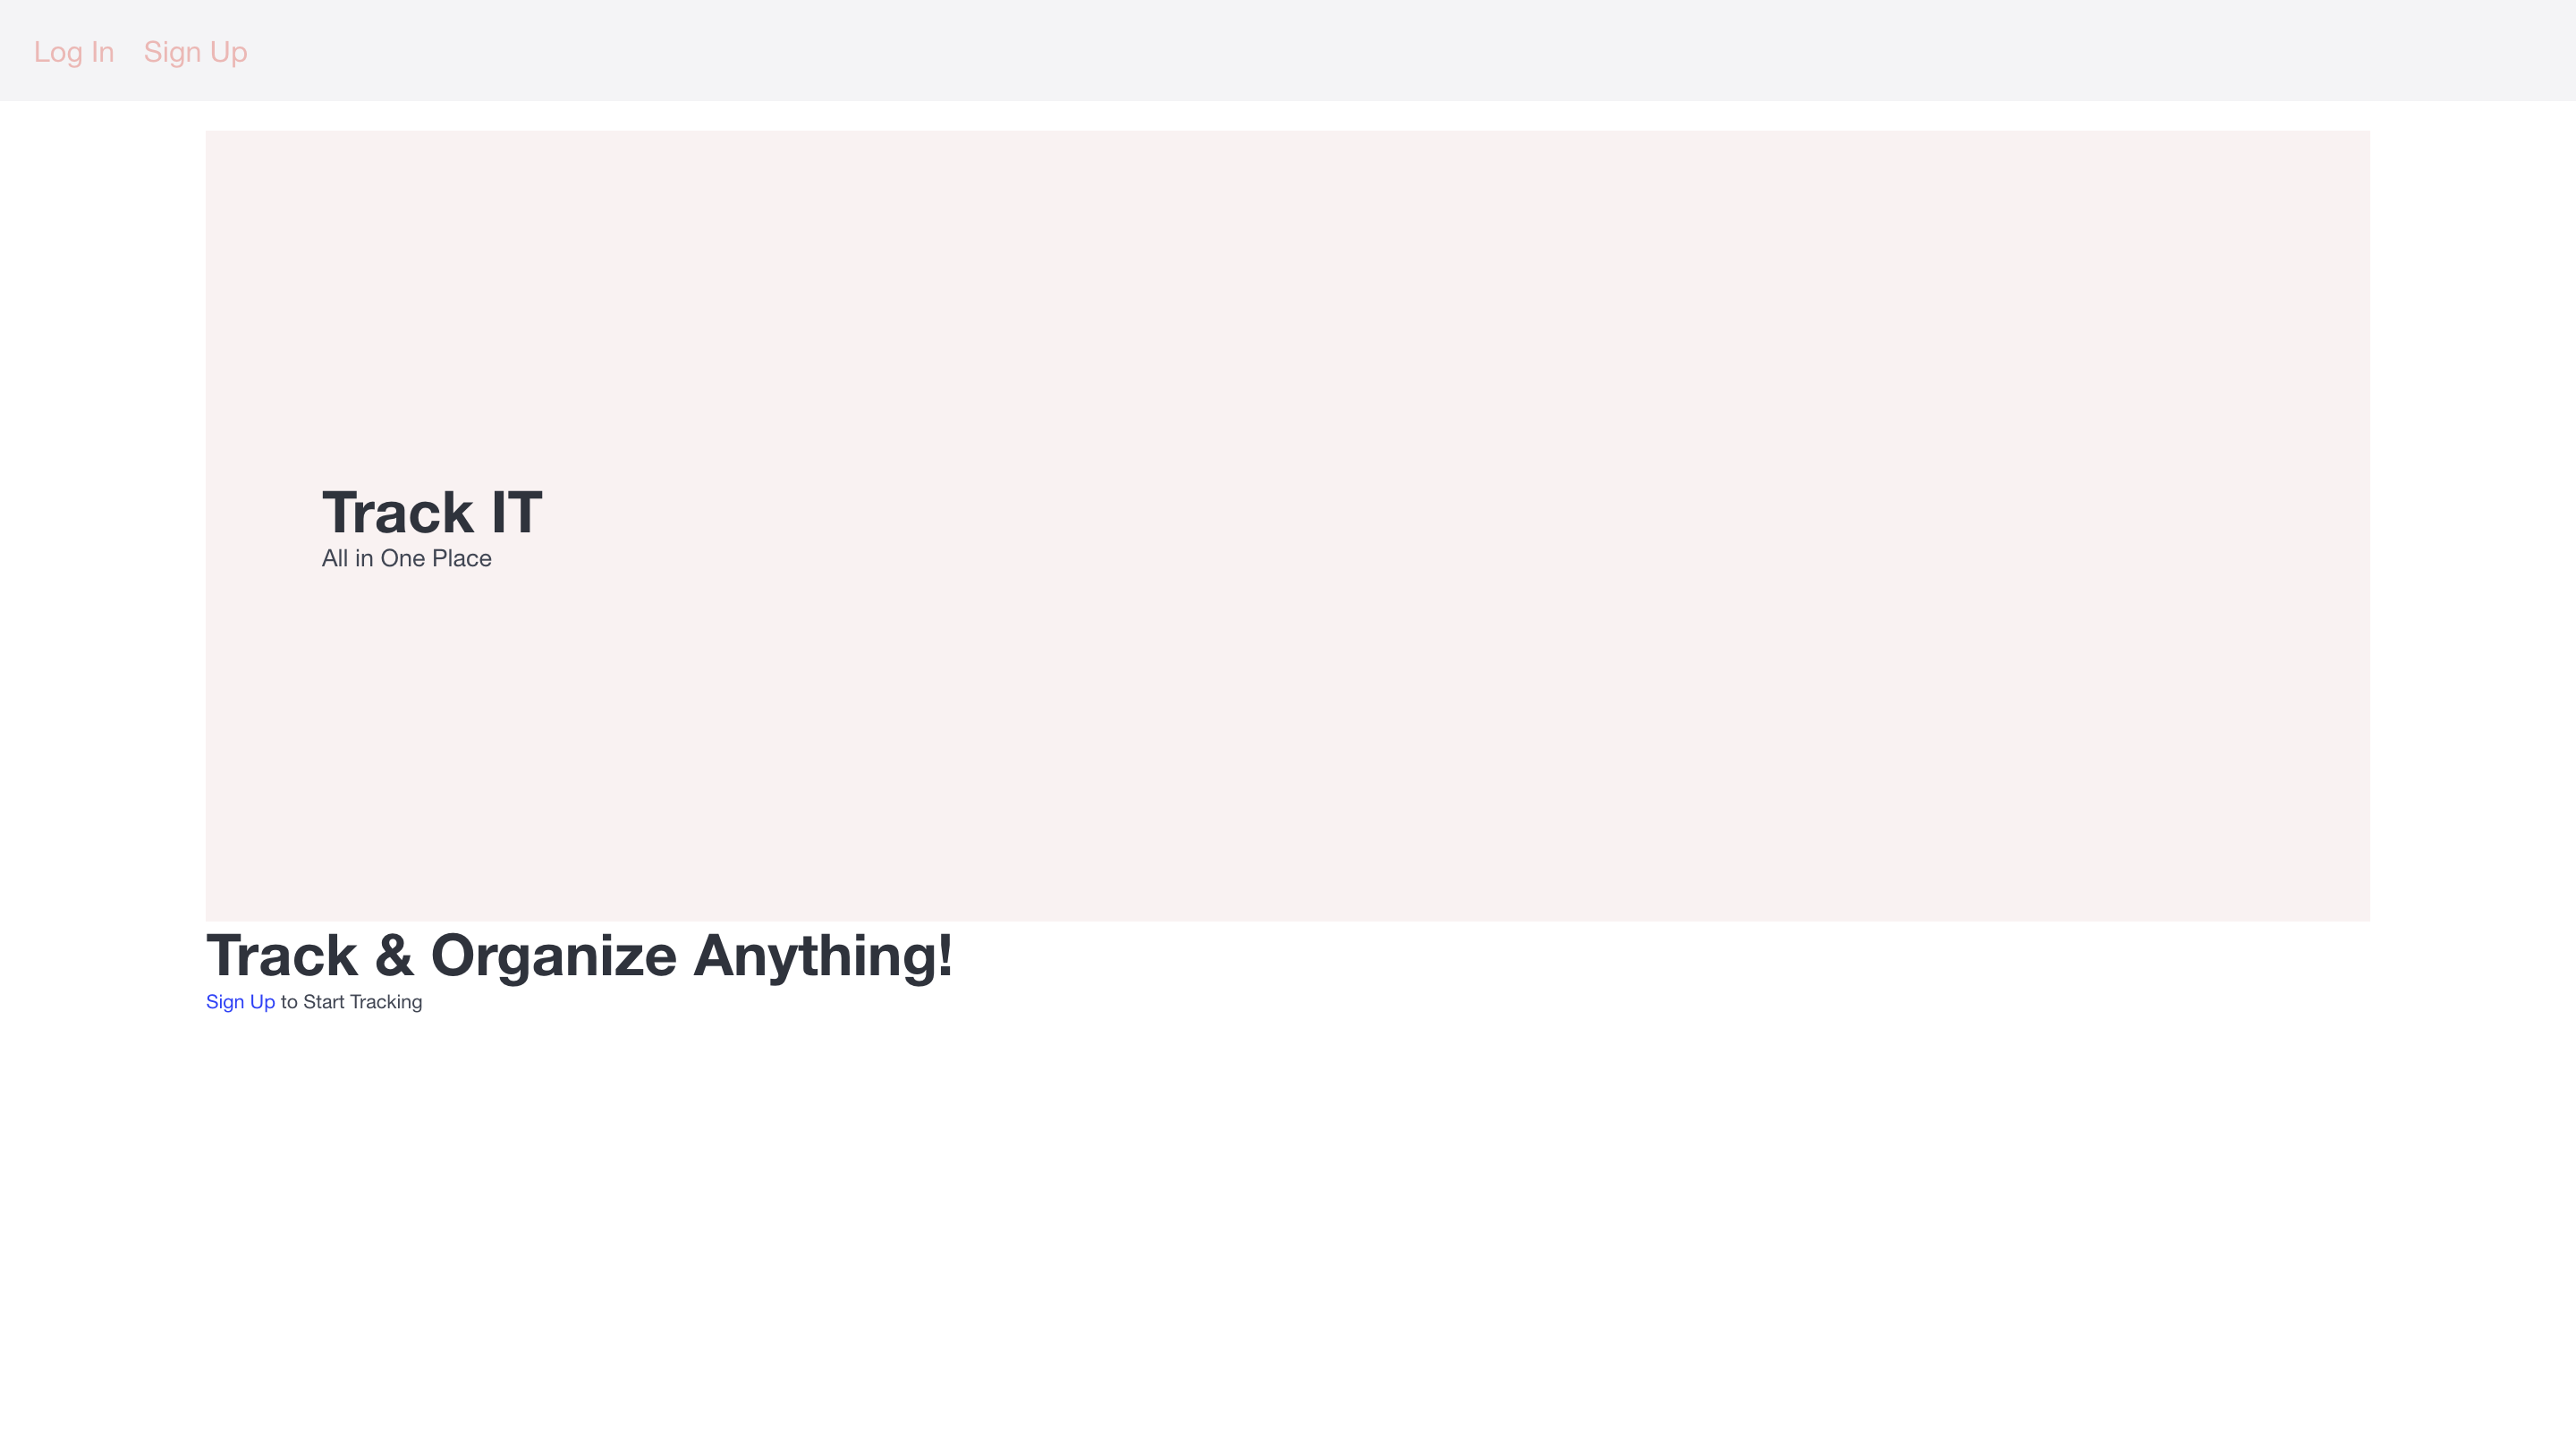 Log In Sign Up
Track IT
All in One Place
Track & Organize Anything!
Sign Up to Start Tracking